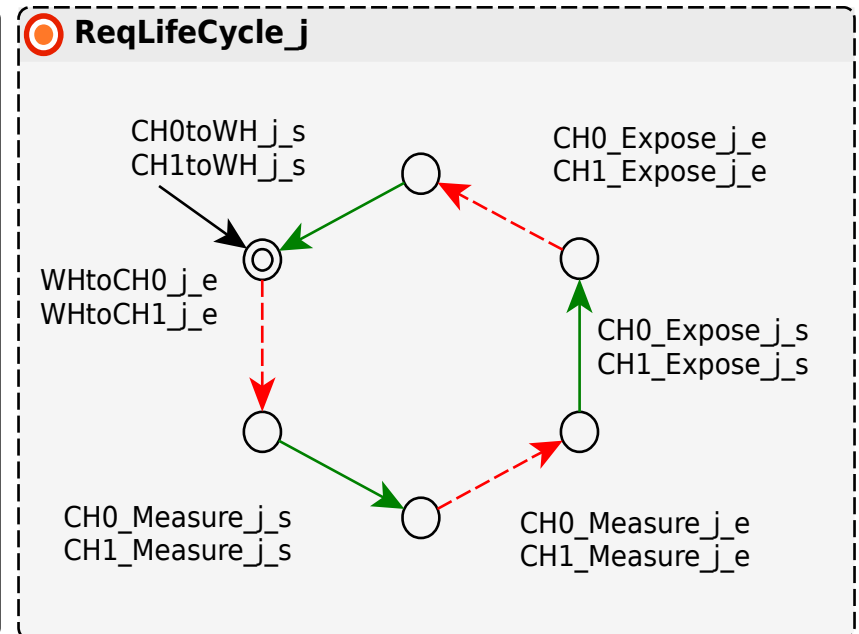 ReqLifeCycle_j
CH0toWH_j_s
CH1toWH_j_s
CH0_Expose_j_e
CH1_Expose_j_e
WHtoCH0_j_e
WHtoCH1_j_e
CH0_Expose_j_s
CH1_Expose_j_s
CH0_Measure_j_s
CH1_Measure_j_s
CH0_Measure_j_e
CH1_Measure_j_e